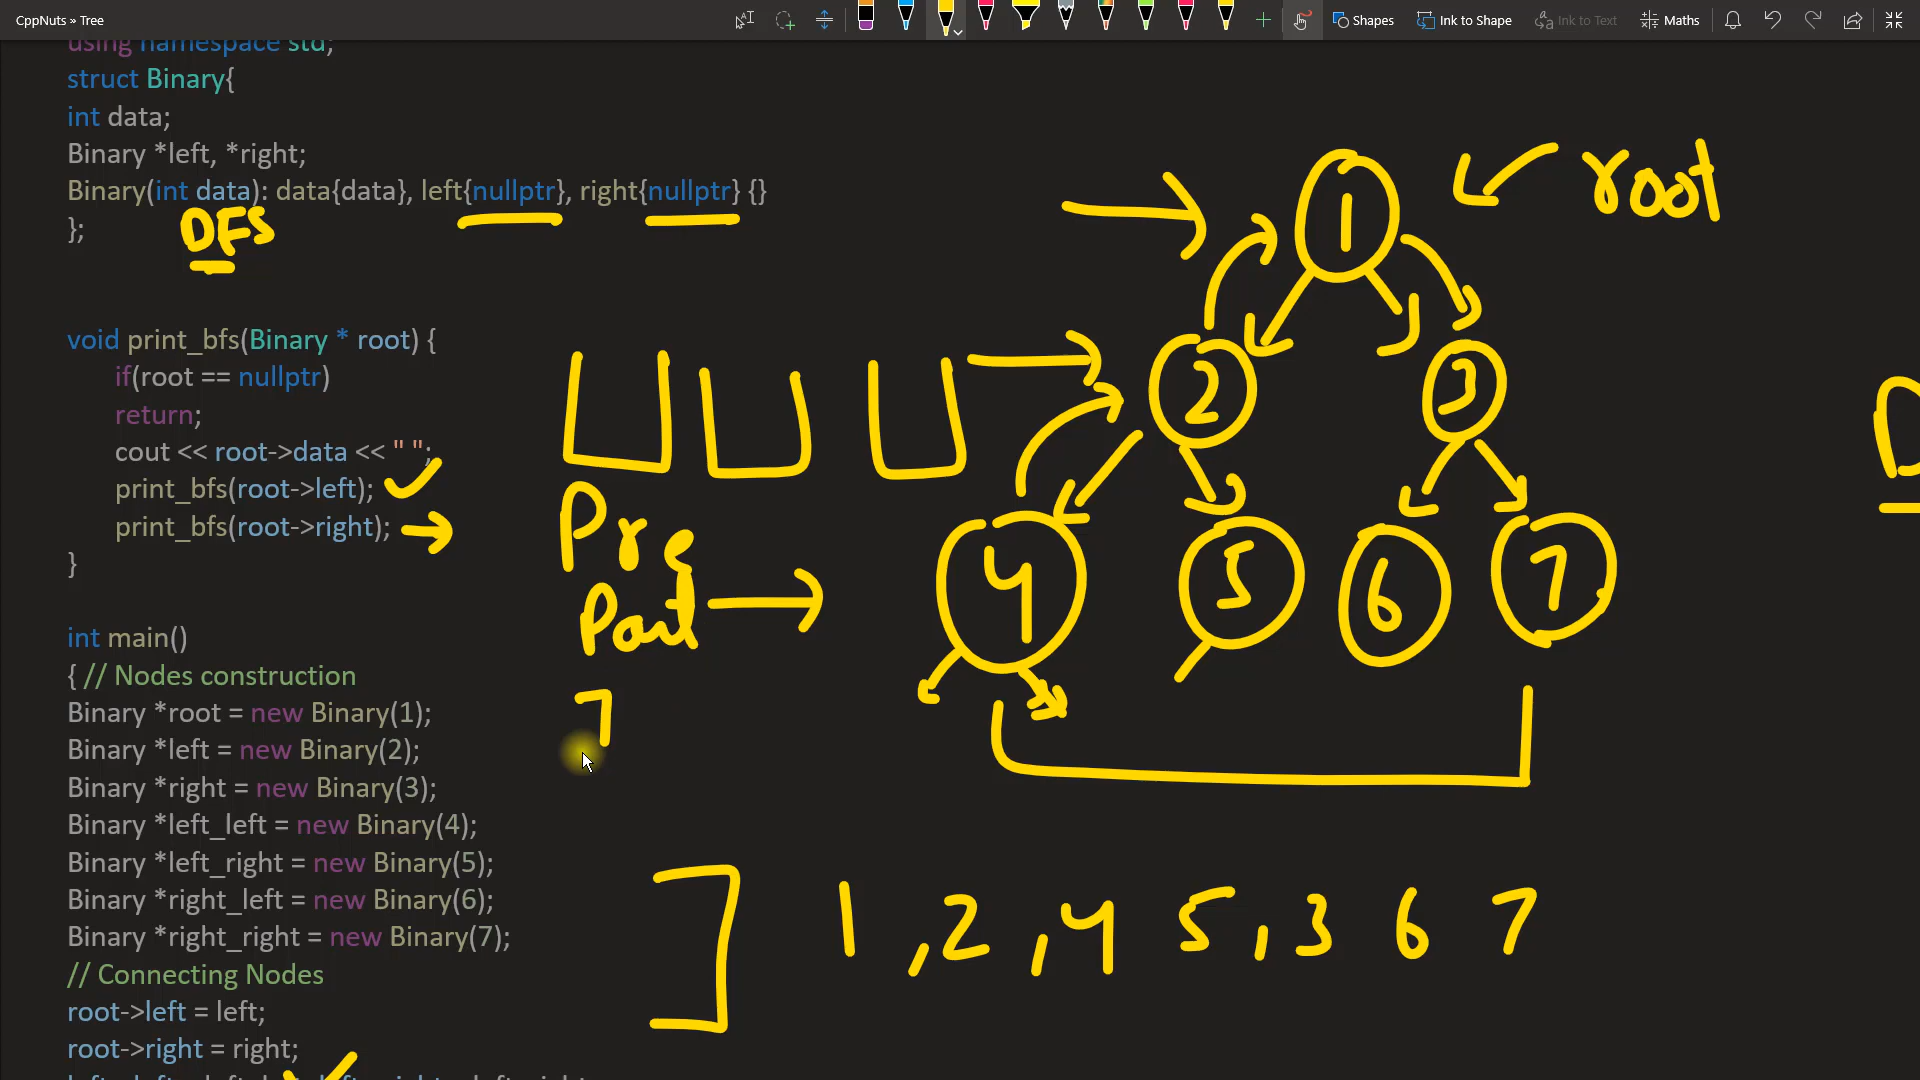 CppNuts » Tree
Shapes
Ink to Shape
Ink to Text
Maths
using namespace std;
struct Binary{
int data;
Binary *left, *right;
Binary(int data): data{data}, left{nullptr}, right{nullptr} {}
};
DFS
void print_bfs(Binary * root) {
if(root == nullptr)
return;
cout << root->data << " ";
print_bfs(root->left);
print_bfs(root->right);
}
int main()
{ // Nodes construction
Binary *root = new Binary(1);
Binary *left = new Binary(2);
Binary *right = new Binary(3);
Binary *left_left = new Binary(4);
Binary *left_right = new Binary(5);
Binary *right_left = new Binary(6);
Binary *right_right = new Binary(7);
// Connecting Nodes
root->left = left;
root->right = right;
root
1
2
3
4
5
6
7
Pre
7
1 ,2 ,4 5 ,3 6 7